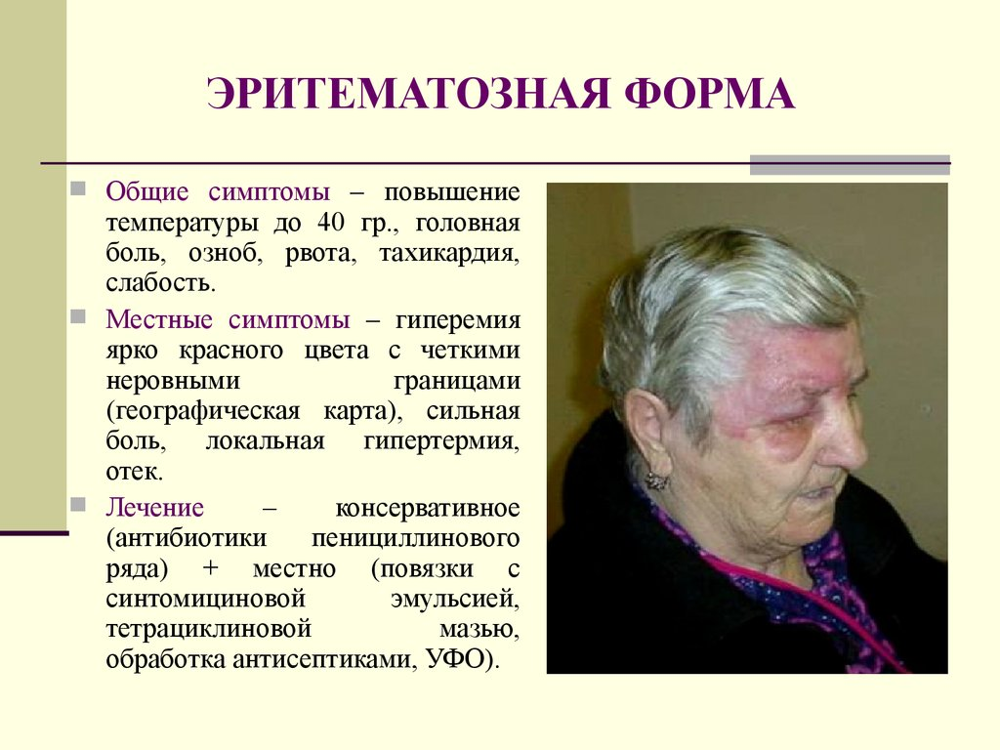 ЭРИТЕМАТОЗНАЯ ФОРМА
Общие симптомы – повышение
температуры до 40 гр., головная
боль, озноб, рвота, тахикардия,
слабость.
Местные симптомы – гиперемия
ярко красного цвета с четкими
неровными границами
(географическая карта), сильная
боль, локальная гипертермия,
отек.
Лечение – консервативное
(антибиотики пенициллинового
ряда) + местно (повязки с
синтомициновой эмульсией,
тетрациклиновой мазью,
обработка антисептиками, УФО).